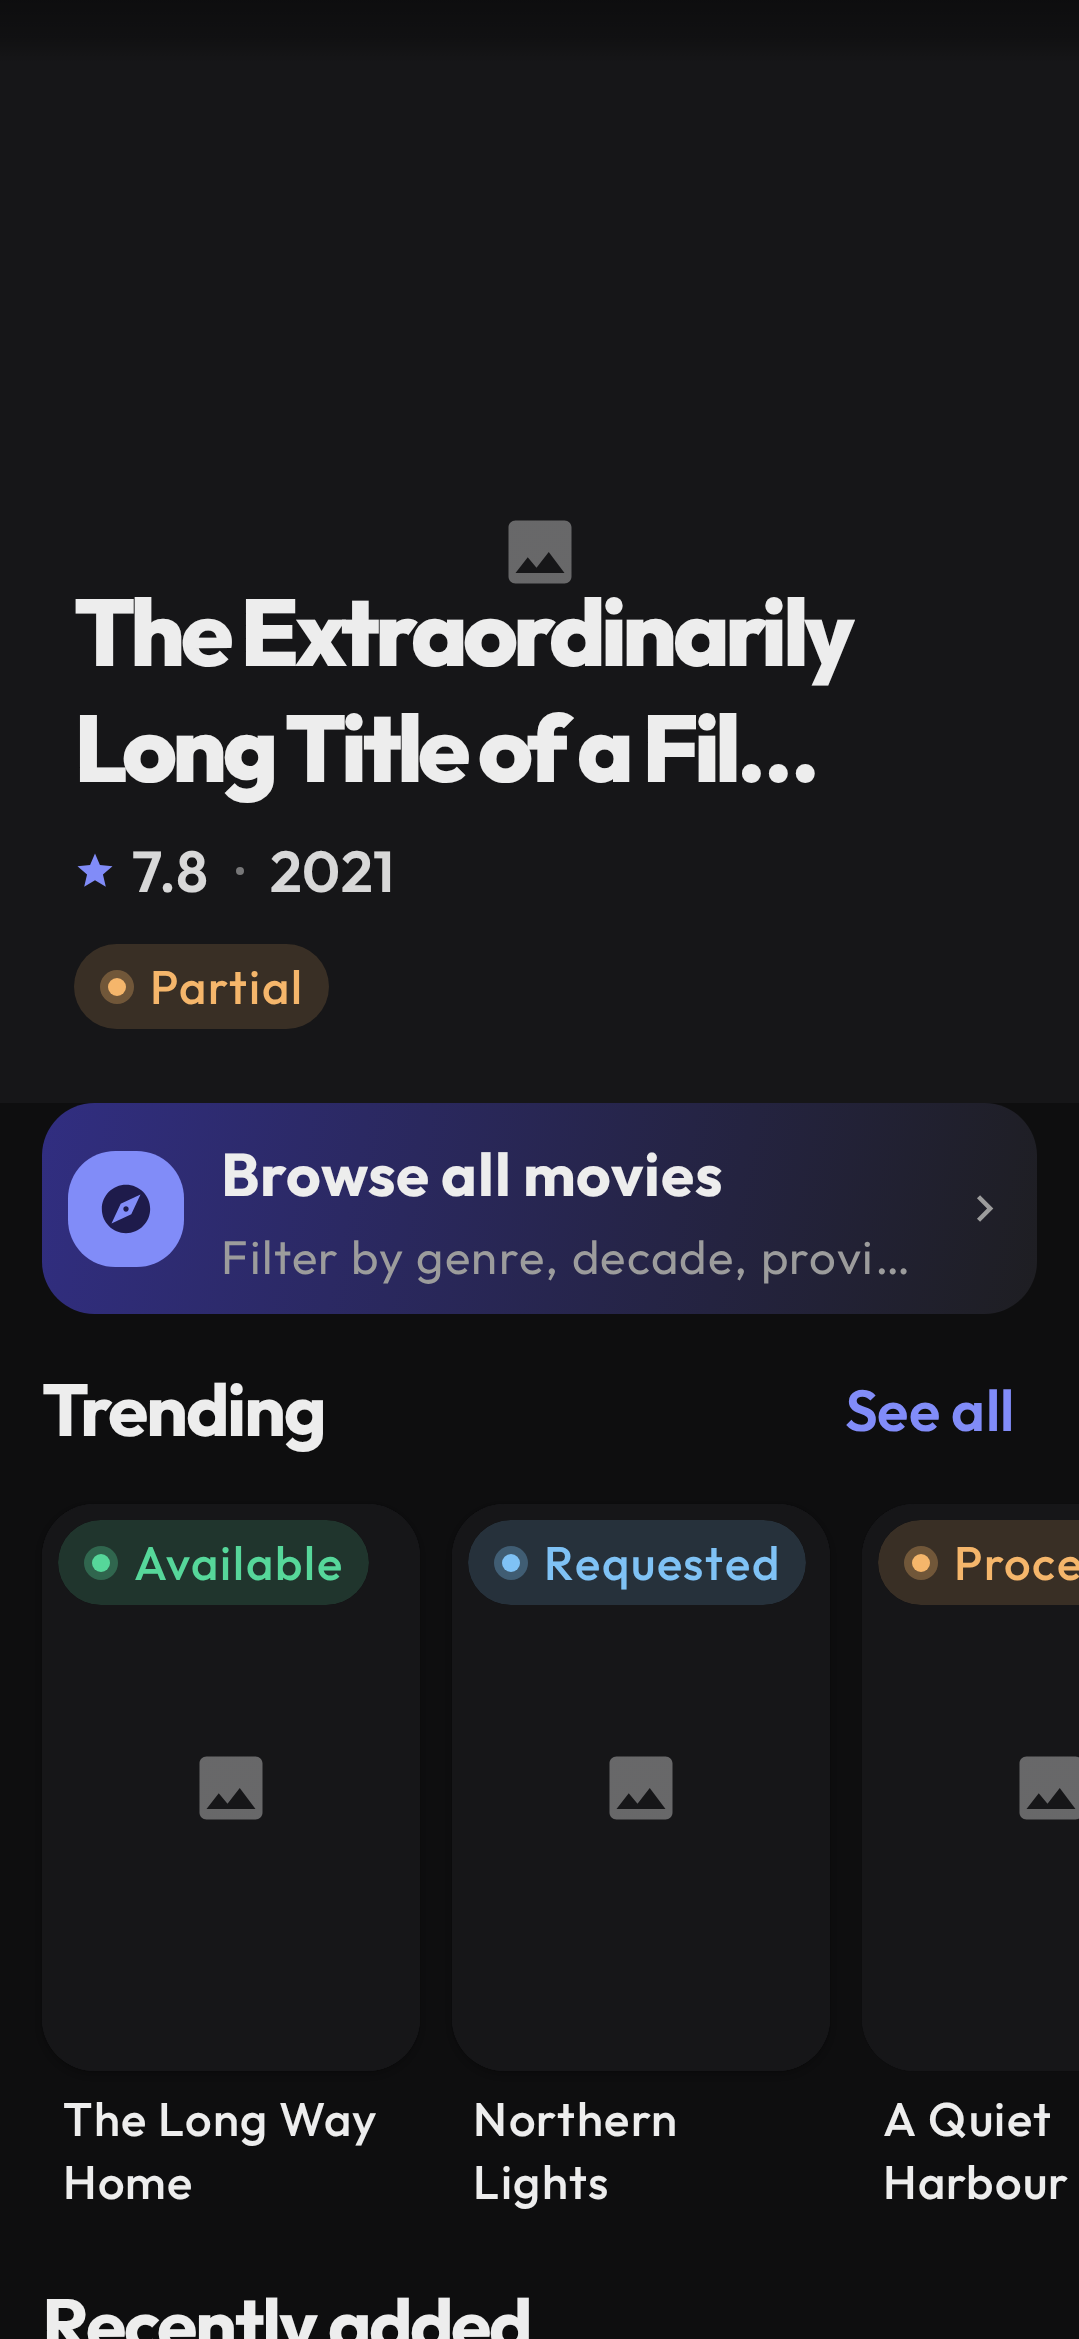 The Extraordinarily
Long Title of a Fil...
7.8 · 2021
Partial
Browse all movies
Filter by genre, decade, provi...
Trending
See all
Available
Requested
Proce
The Long Way
Home
Northern
Lights
A Quiet
Harbour
Recently added